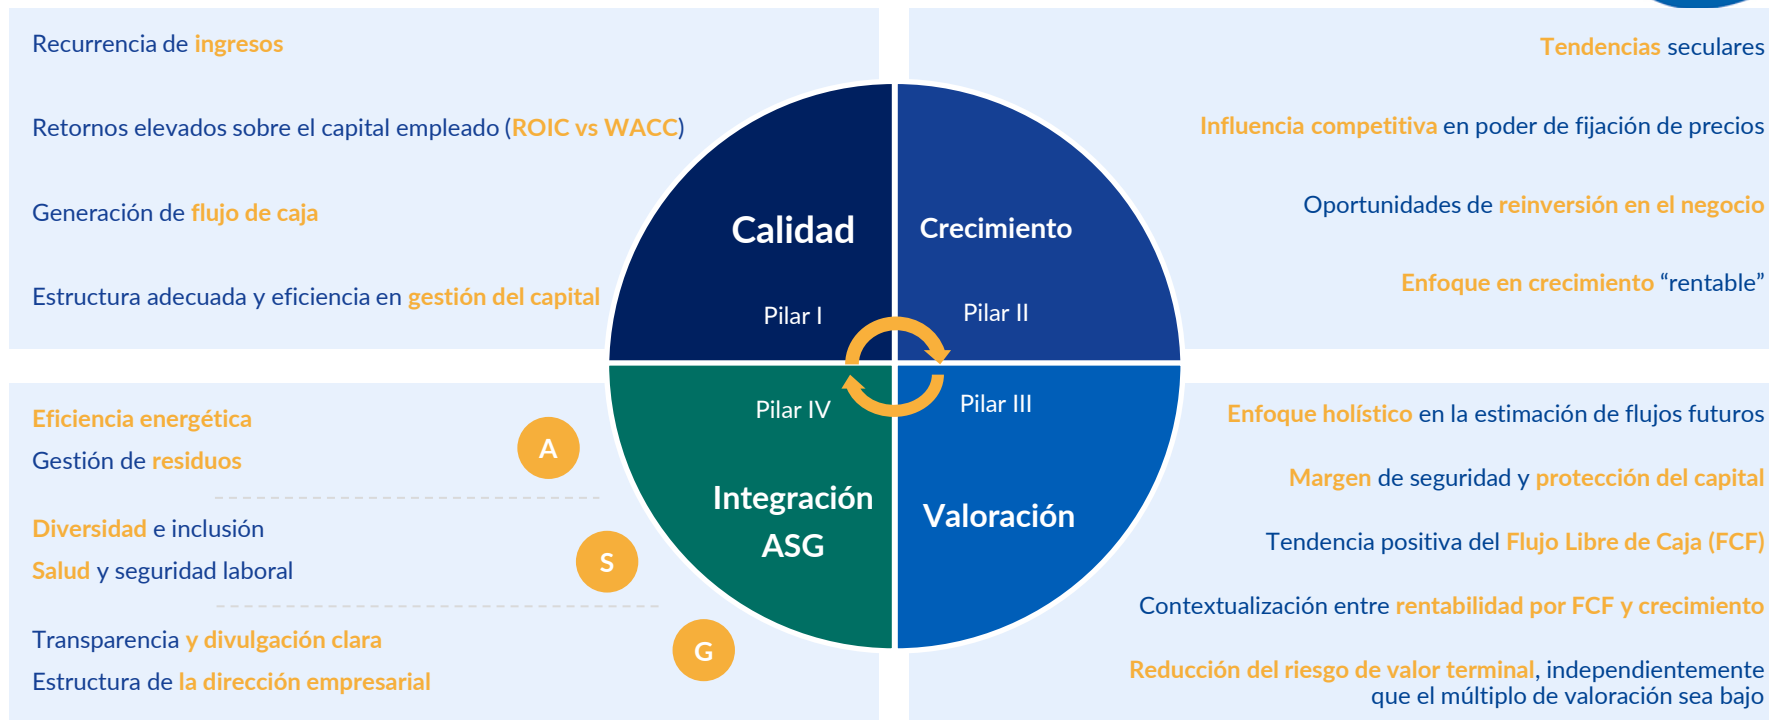 Recurrencia de ingresos
Retornos elevados sobre el capital empleado (ROIC vs WACC)
Generación de flujo de caja
Estructura adecuada y eficiencia en gestión del capital
Tendencias seculares
Influencia competitiva en poder de fijación de precios
Oportunidades de reinversión en el negocio
Enfoque en crecimiento “rentable”
Calidad
Pilar I
Crecimiento
Pilar II
Pilar IV
Integración
ASG
Pilar III
Valoración
Eficiencia energética
Gestión de residuos
A
Diversidad e inclusión
Salud y seguridad laboral
S
Transparencia y divulgación clara
Estructura de la dirección empresarial
G
Enfoque holístico en la estimación de flujos futuros
Margen de seguridad y protección del capital
Tendencia positiva del Flujo Libre de Caja (FCF)
Contextualización entre rentabilidad por FCF y crecimiento
Reducción del riesgo de valor terminal, independientemente
que el múltiplo de valoración sea bajo